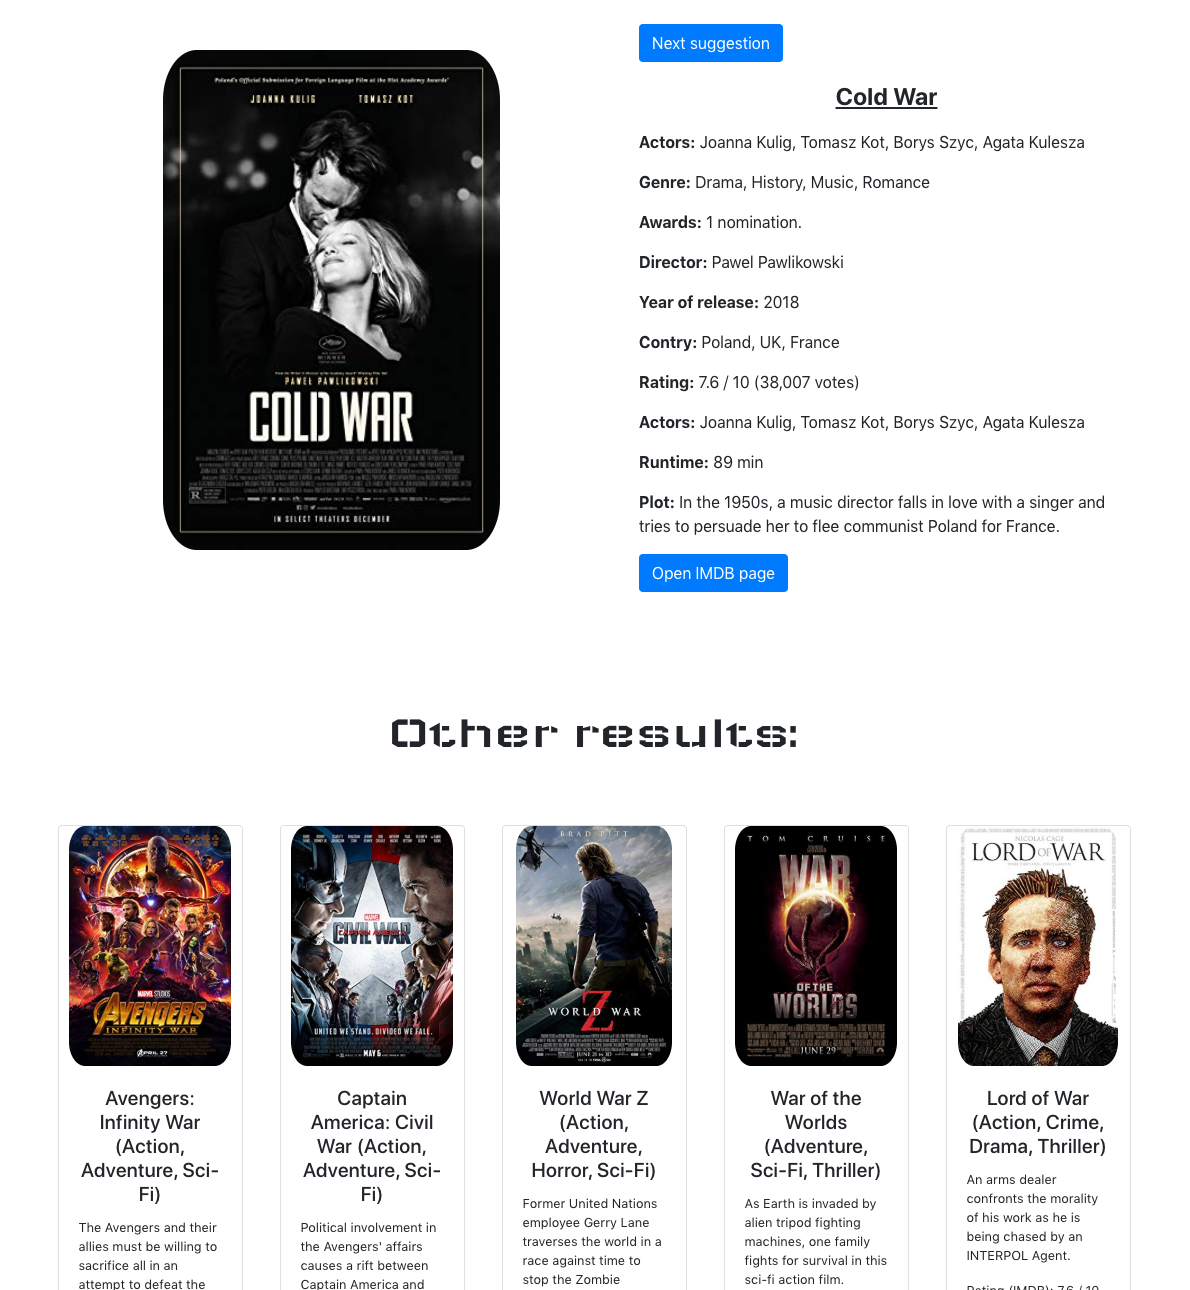 Next suggestion
Poland's Official Submission for Foreign Language Film at the 91st Academy Awards
JOANNA KULIG TOMASZ KOT
WINNER
PAWEŁ PAWLIKOWSKI
COLD WAR
R
IN SELECT THEATERS DECEMBER
Cold War
Actors: Joanna Kulig, Tomasz Kot, Borys Szyc, Agata Kulesza
Genre: Drama, History, Music, Romance
Awards: 1 nomination.
Director: Pawel Pawlikowski
Year of release: 2018
Contry: Poland, UK, France
Rating: 7.6 / 10 (38,007 votes)
Actors: Joanna Kulig, Tomasz Kot, Borys Szyc, Agata Kulesza
Runtime: 89 min
Plot: In the 1950s, a music director falls in love with a singer and
tries to persuade her to flee communist Poland for France.
Open IMDB page
Other results:
MARVEL STUDIOS
AVENGERS
INFINITY WAR
APRIL 27
Avengers:
Infinity War
(Action,
Adventure, Sci-
Fi)
The Avengers and their
allies must be willing to
sacrifice all in an
attempt to defeat the
MARVEL
CAPTAIN AMERICA
CIVIL WAR
UNITED WE STAND. DIVIDED WE FALL.
MAY 6
Captain
America: Civil
War (Action,
Adventure, Sci-
Fi)
Political involvement in
the Avengers' affairs
causes a rift between
Captain America and
BRAD PITT
WORLD WAR
Z
JUNE 21 in 3D
World War Z
(Action,
Adventure,
Horror, Sci-Fi)
Former United Nations
employee Gerry Lane
traverses the world in a
race against time to
stop the Zombie
TOM CRUISE
WAR
OF THE
WORLDS
JUNE 29
War of the
Worlds
(Adventure,
Sci-Fi, Thriller)
As Earth is invaded by
alien tripod fighting
machines, one family
fights for survival in this
sci-fi action film.
NICOLAS CAGE
LORD OF WAR
Lord of War
(Action, Crime,
Drama, Thriller)
An arms dealer
confronts the morality
of his work as he is
being chased by an
INTERPOL Agent.
Rating (IMDB): 7.6 / 10